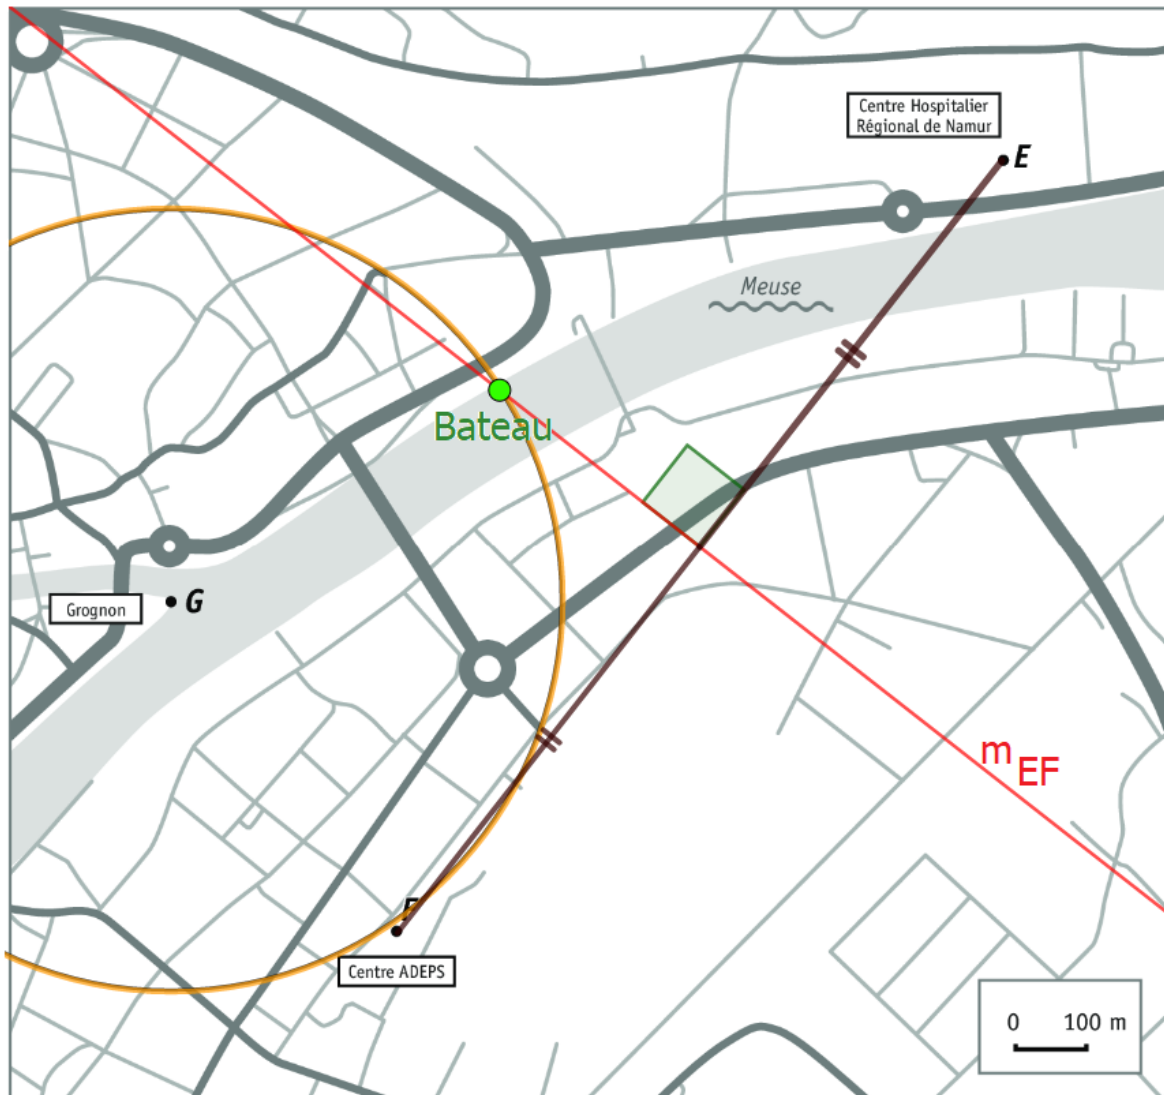 Centre Hospitalier
Régional de Namur
E
Meuse
Bateau
Grognon
G
m EF
F
Centre ADEPS
0 100 m